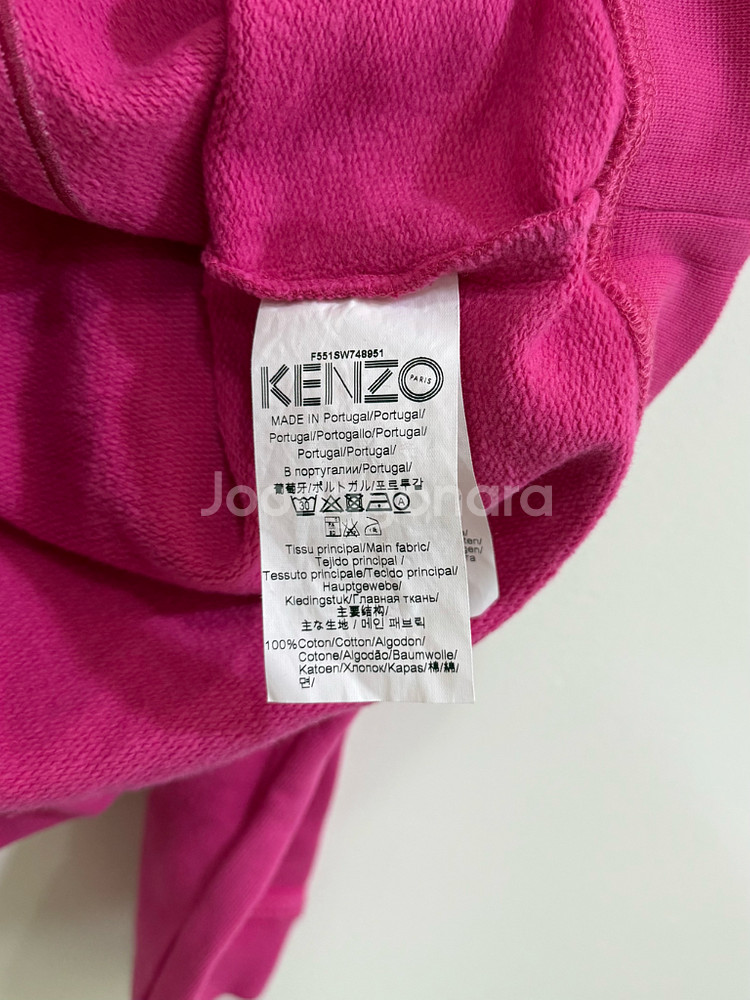 F551SW748951
KENZO
PARIS
MADE IN Portugal/Portugal/
Portugal/Portogallo/Portugal/
Portugal/Portugal/
В португалии/Portugal/
葡萄牙/ポルトガル/포르투갈
30 A
Tissu principal/Main fabric/
Tejido principal /
Tessuto principale/Tecido principal/
Hauptgewebe/
Kledingstuk/Главная ткань/
主要结构/
主な生地 / 메인 패브릭
100%Coton/Cotton/Algodon/
Cotone/Algodão/Baumwolle/
Katoen/Хлопок/Kapas/棉/綿/
면/